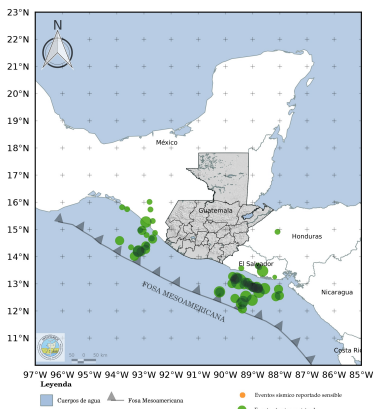 23°N
22°N
21°N
20°N
19°N
18°N
17°N
16°N
15°N
14°N
13°N
12°N
11°N
N
México
Guatemala
Honduras
El Salvador
Nicaragua
FOSA MESOAMERICANA
97°W 96°W 95°W 94°W 93°W 92°W 91°W 90°W 89°W 88°W 87°W 86°W 85°W
Leyenda
Cuerpos de agua
Fosa Mesoamericana
Eventos sísmico reportado sensible